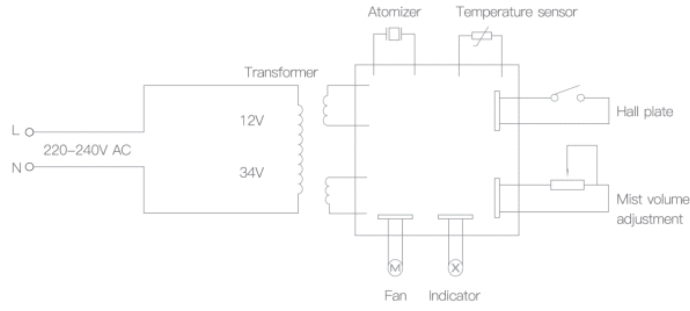 Atomizer
Temperature sensor
Transformer
12V
Hall plate
L
220-240V AC
N
34V
Mist volume
adjustment
M
X
Fan
Indicator